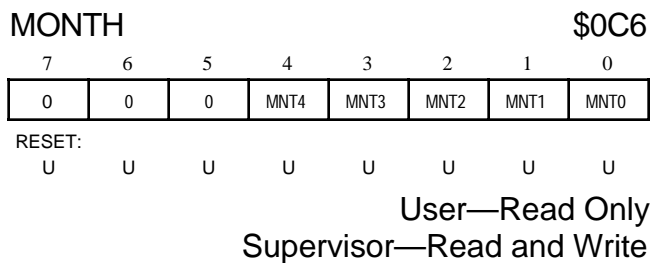 MONTH $0C6
7 6 5 4 3 2 1 0
0 0 0 MNT4 MNT3 MNT2 MNT1 MNT0
RESET:
U U U U U U U U
User—Read Only
Supervisor—Read and Write